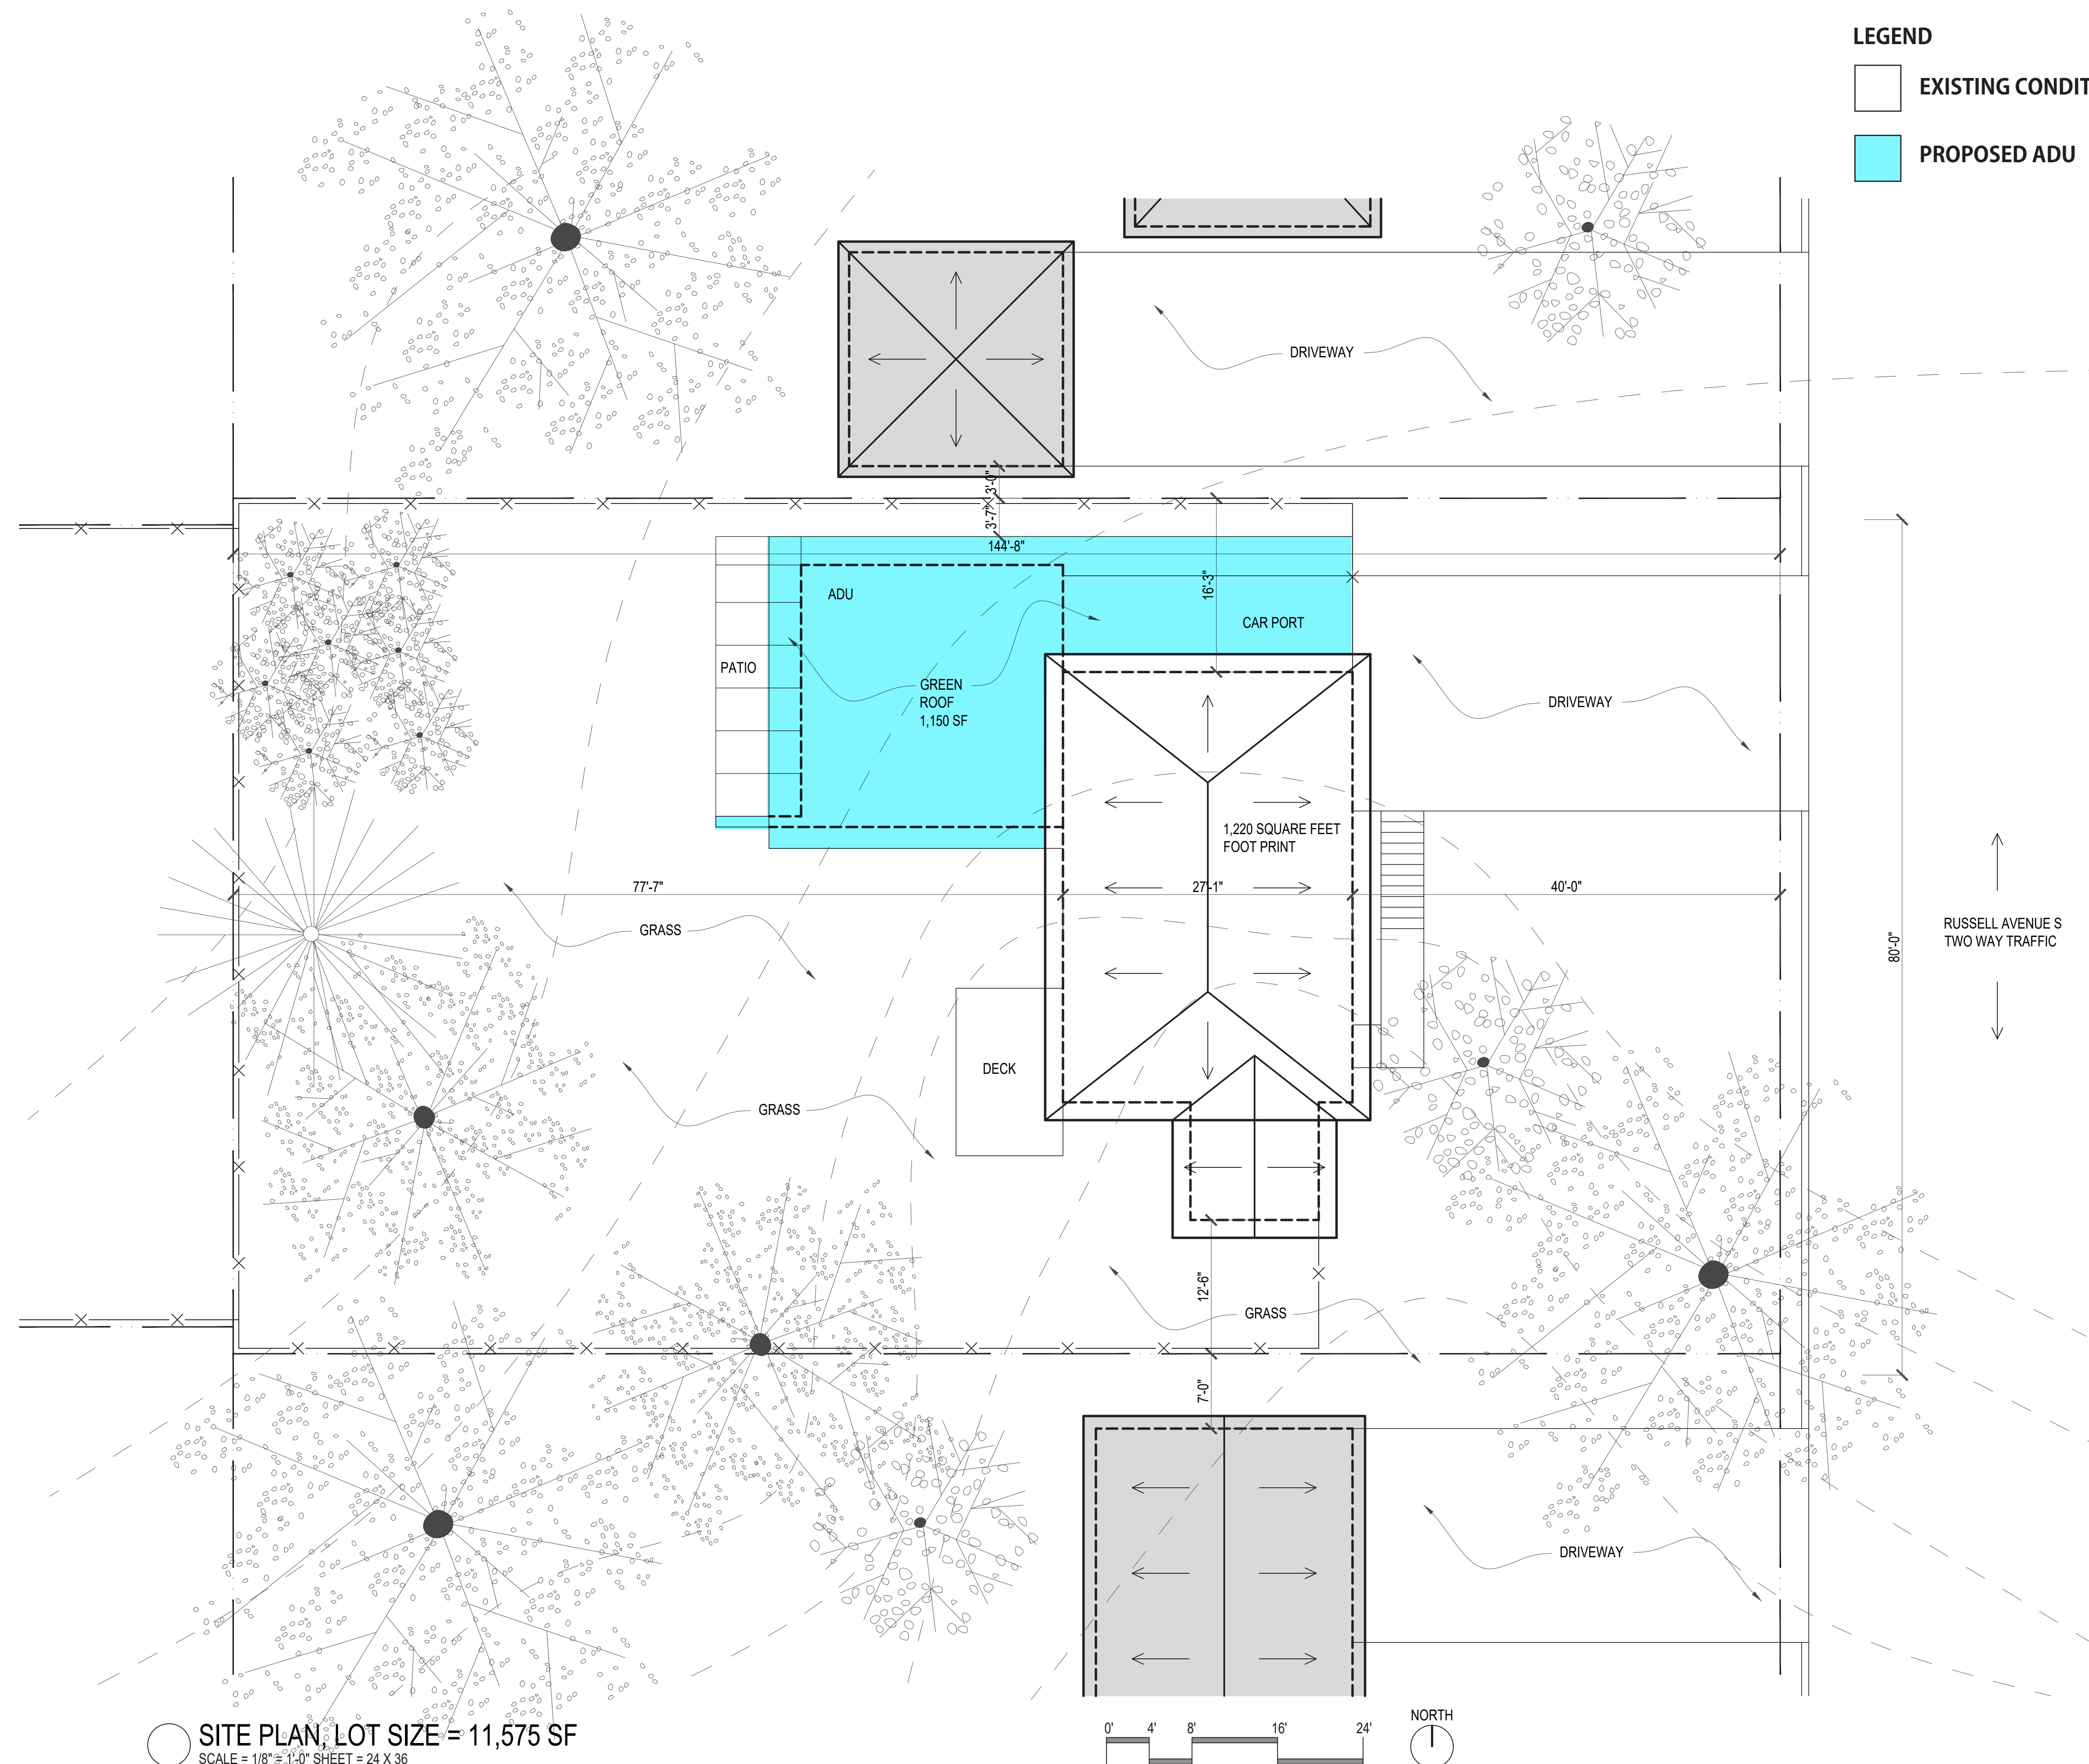 LEGEND
EXISTING CONDIT
PROPOSED ADU
DRIVEWAY
3'-0"
3'-7"
144'-8"
16'-3"
ADU
CAR PORT
PATIO
GREEN
ROOF
1,150 SF
DRIVEWAY
1,220 SQUARE FEET
FOOT PRINT
77'-7"
27'-1"
40'-0"
GRASS
RUSSELL AVENUE S
TWO WAY TRAFFIC
80'-0"
DECK
GRASS
12'-6"
GRASS
7'-0"
DRIVEWAY
SITE PLAN, LOT SIZE = 11,575 SF
SCALE = 1/8" = 1'-0" SHEET = 24 X 36
0' 4' 8' 16' 24'
NORTH